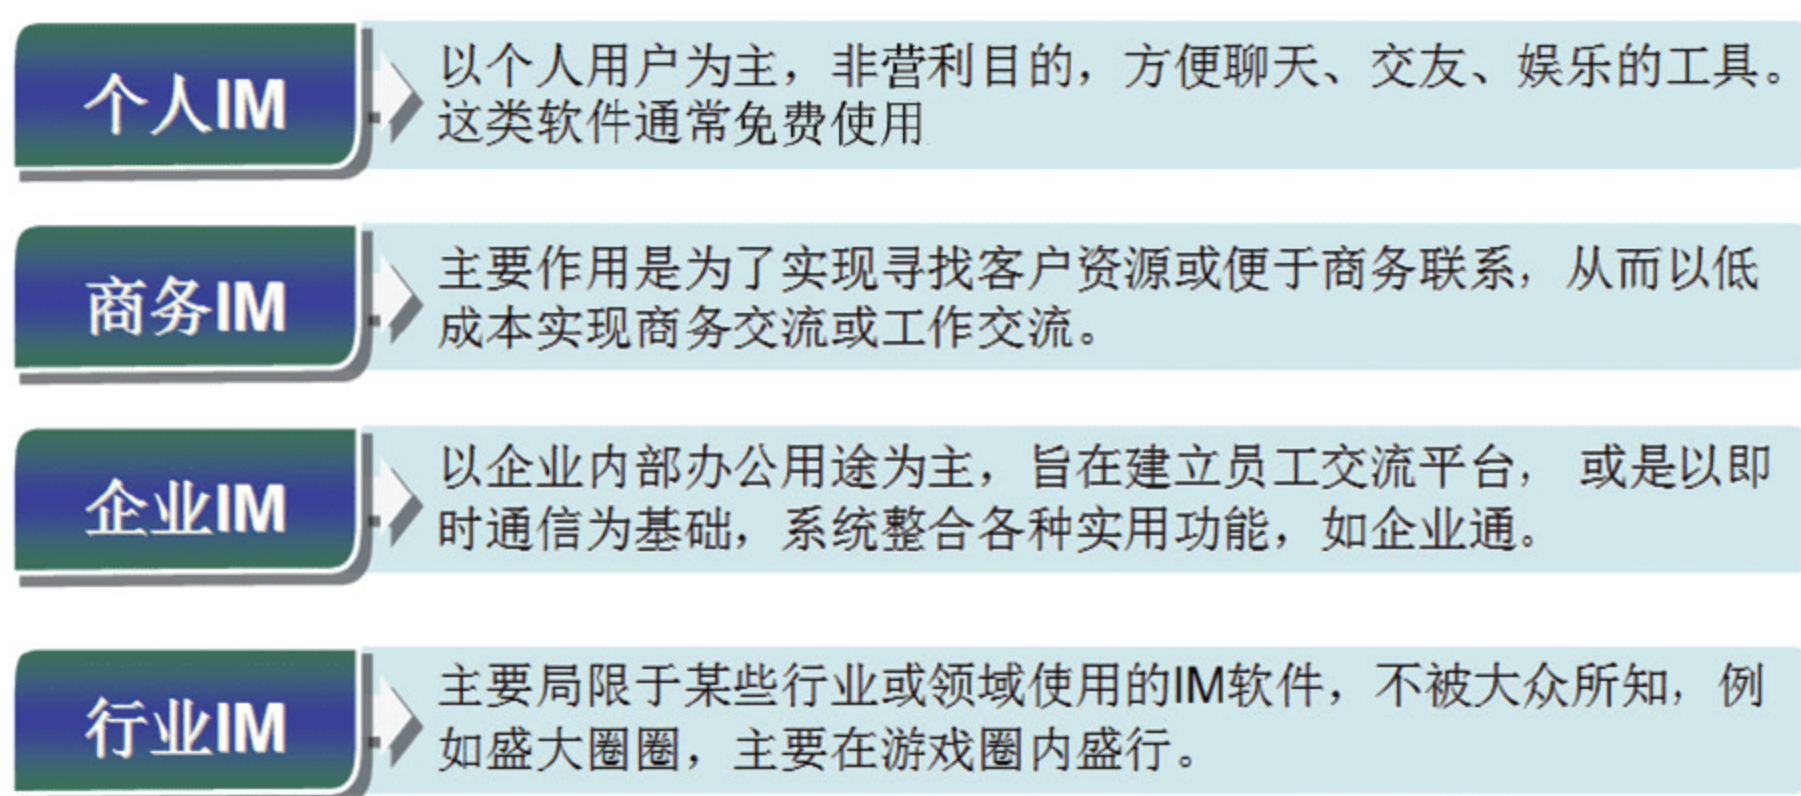 个人IM
以个人用户为主，非营利目的，方便聊天、交友、娱乐的工具。
这类软件通常免费使用
商务IM
主要作用是为了实现寻找客户资源或便于商务联系，从而以低
成本实现商务交流或工作交流。
企业IM
以企业内部办公用途为主，旨在建立员工交流平台， 或是以即
时通信为基础，系统整合各种实用功能，如企业通。
行业IM
主要局限于某些行业或领域使用的IM软件，不被大众所知，例
如盛大圈圈，主要在游戏圈内盛行。